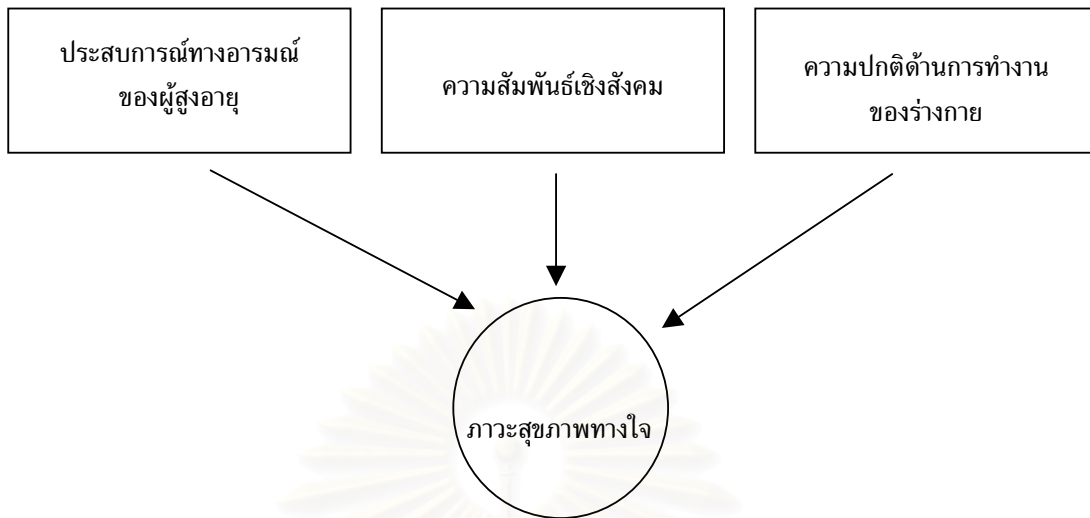 ประสบการณ์ทางอารมณ์
ของผู้สูงอายุ
ความสัมพันธ์เชิงสังคม
ความปกติด้านการทำงาน
ของร่างกาย
ภาวะสุขภาพทางใจ